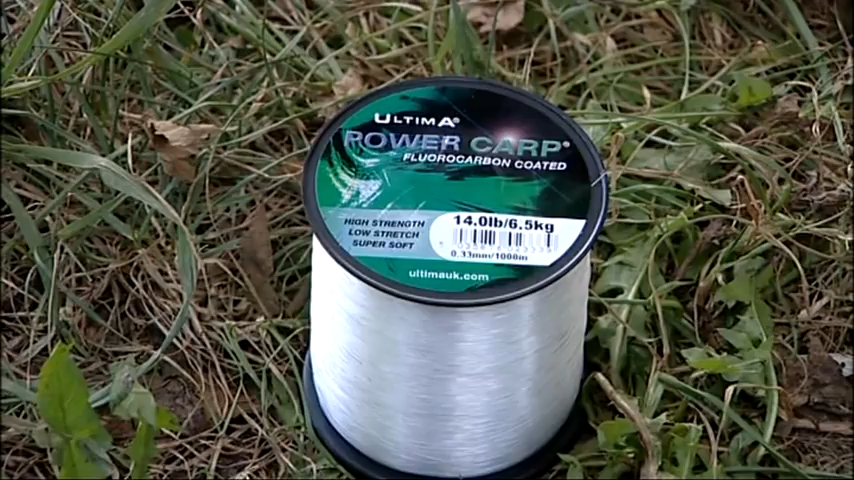 ULTIMA®
POWER CARP®
FLUOROCARBON COATED
HIGH STRENGTH
LOW STRETCH
SUPER SOFT
14.0lb/6.5kg
0.33mm/1000m
ultimauk.com